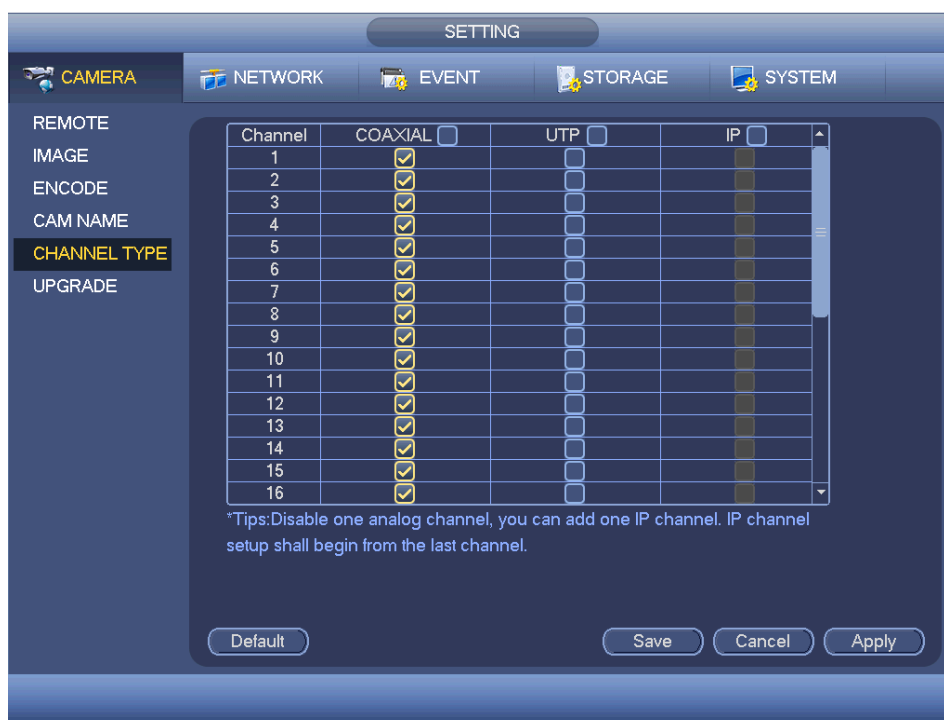 SETTING
CAMERA NETWORK EVENT STORAGE SYSTEM
REMOTE
IMAGE
ENCODE
CAM NAME
CHANNEL TYPE
UPGRADE
Channel COAXIAL UTP IP
1
2
3
4
5
6
7
8
9
10
11
12
13
14
15
16
*Tips:Disable one analog channel, you can add one IP channel. IP channel
setup shall begin from the last channel.
Default Save Cancel Apply